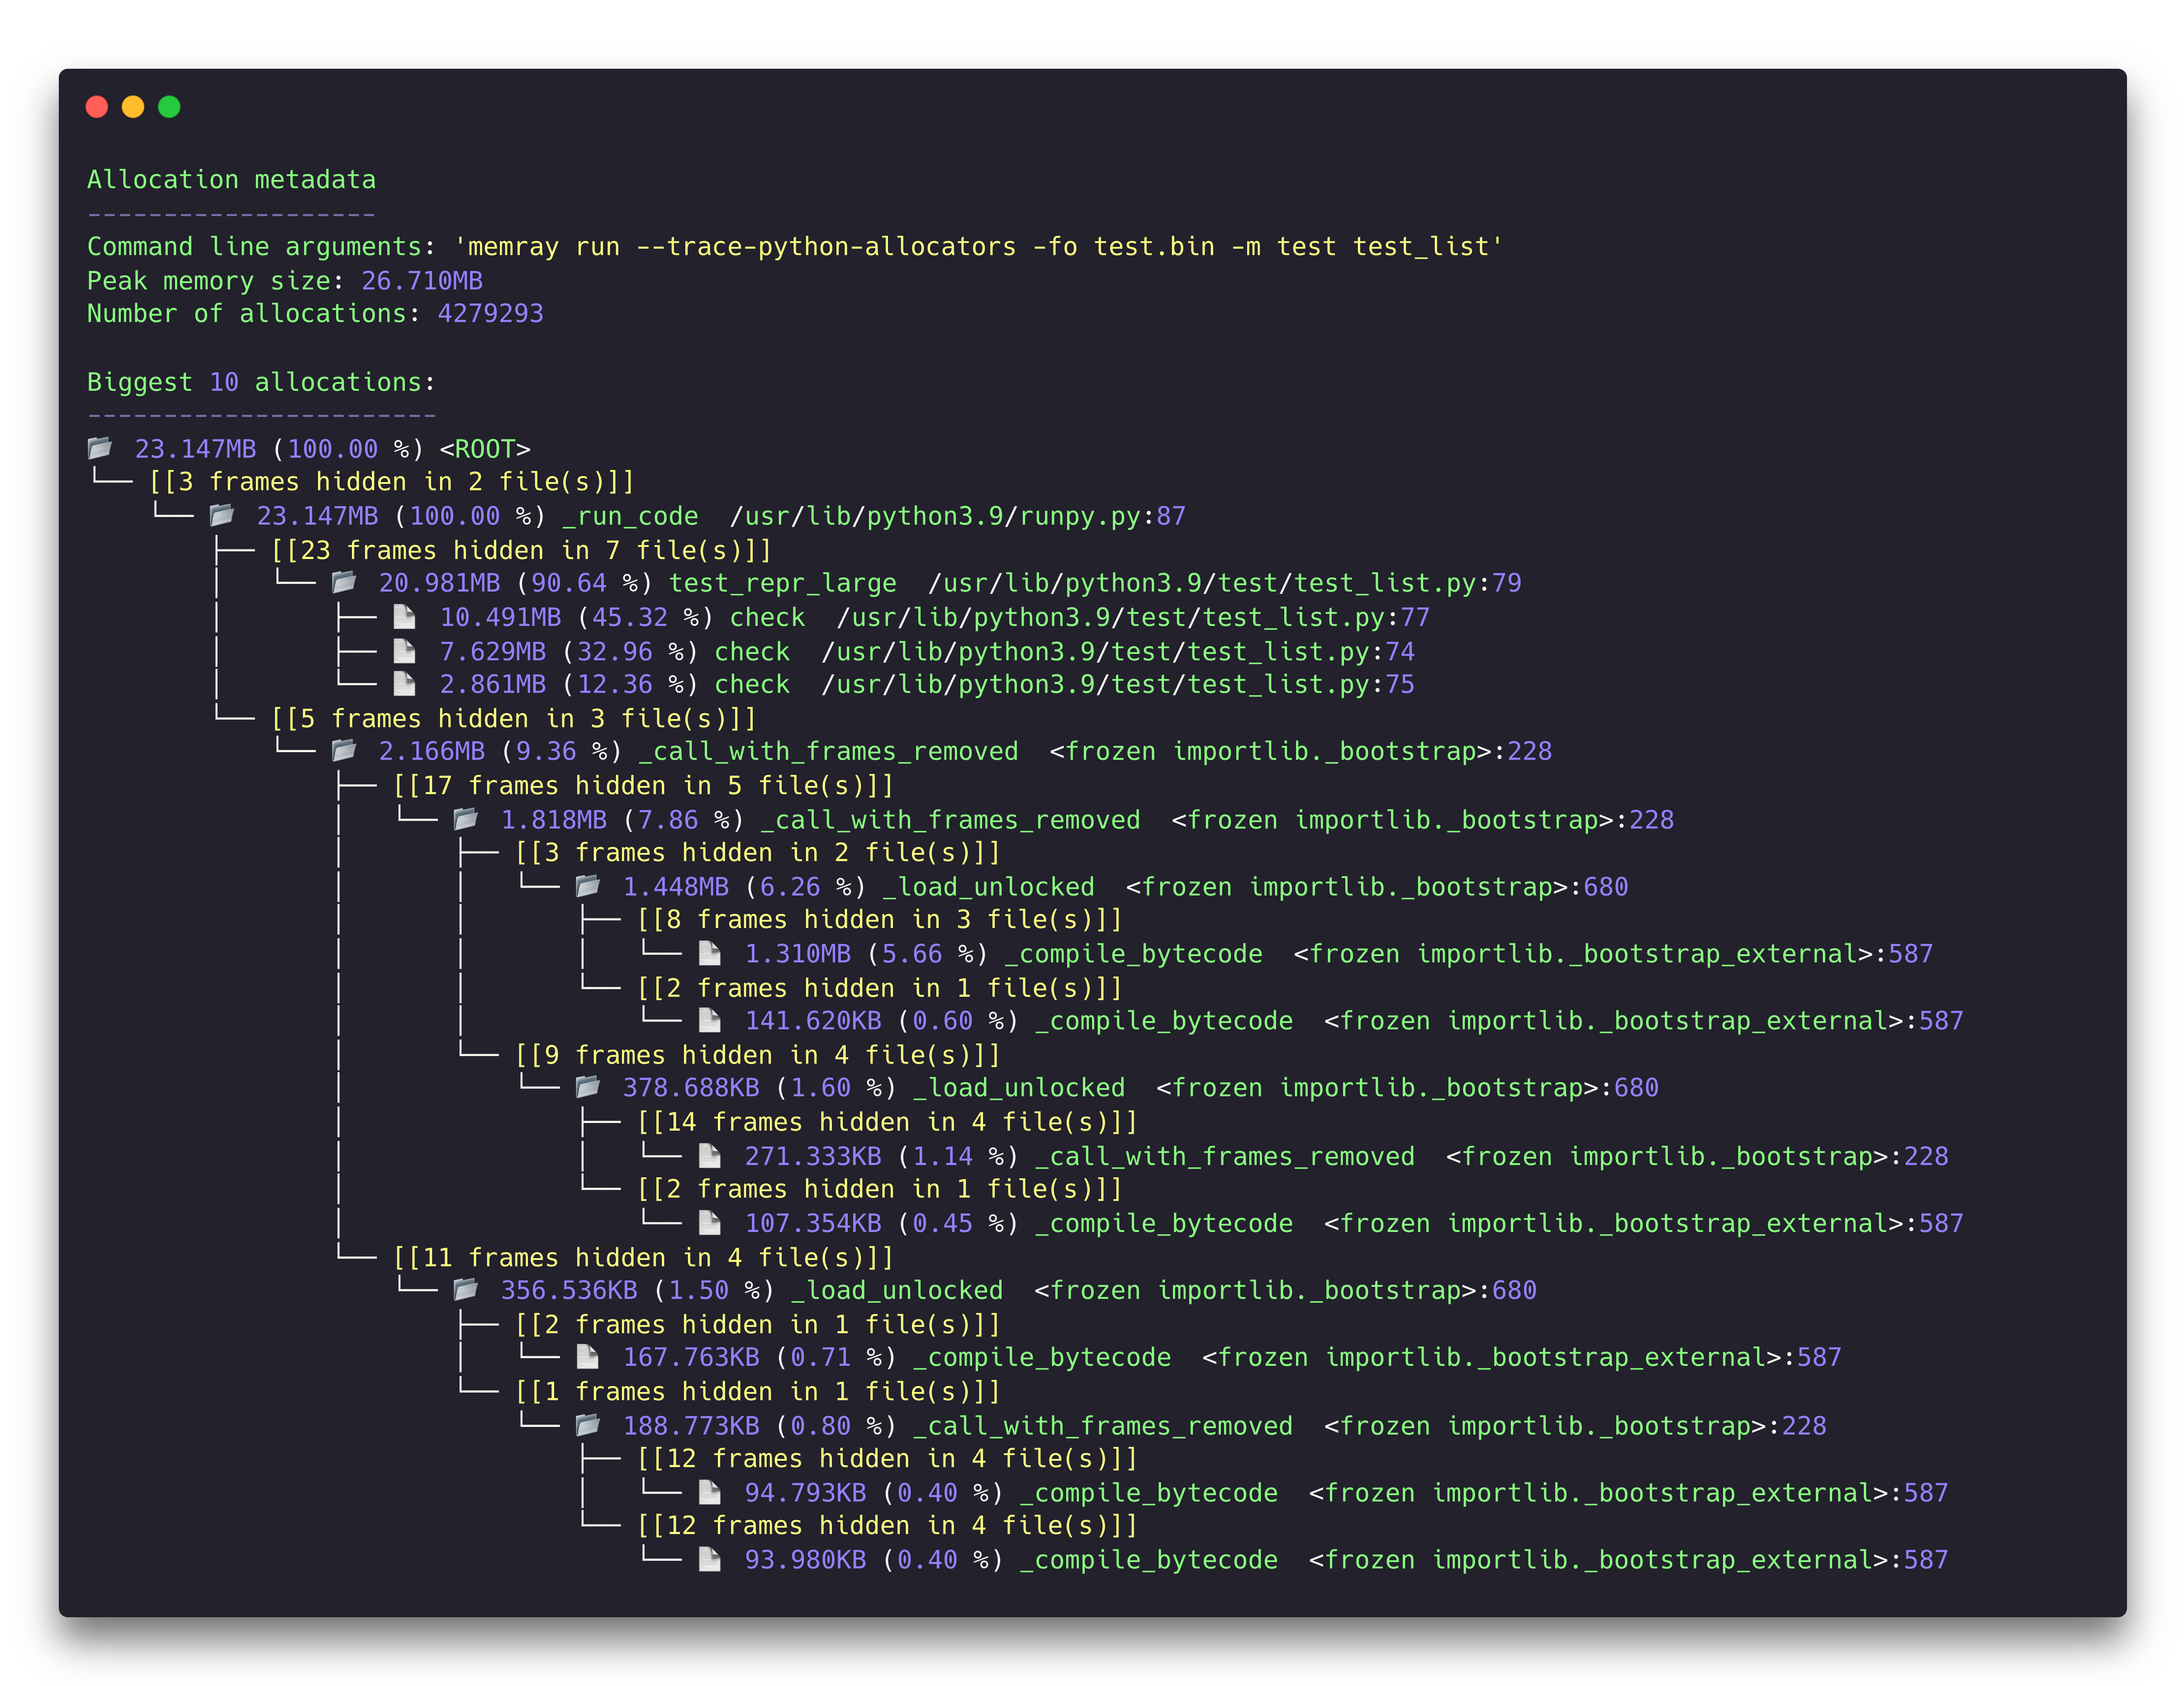 Allocation metadata
-------------------
Command line arguments: 'memray run --trace-python-allocators -fo test.bin -m test test_list'
Peak memory size: 26.710MB
Number of allocations: 4279293

Biggest 10 allocations:
-----------------------
📂 23.147MB (100.00 %) <ROOT>
└── [[3 frames hidden in 2 file(s)]]
    └── 📂 23.147MB (100.00 %) _run_code  /usr/lib/python3.9/runpy.py:87
        ├── [[23 frames hidden in 7 file(s)]]
        │   └── 📂 20.981MB (90.64 %) test_repr_large  /usr/lib/python3.9/test/test_list.py:79
        │       ├── 📄 10.491MB (45.32 %) check  /usr/lib/python3.9/test/test_list.py:77
        │       ├── 📄 7.629MB (32.96 %) check  /usr/lib/python3.9/test/test_list.py:74
        │       └── 📄 2.861MB (12.36 %) check  /usr/lib/python3.9/test/test_list.py:75
        └── [[5 frames hidden in 3 file(s)]]
            └── 📂 2.166MB (9.36 %) _call_with_frames_removed  <frozen importlib._bootstrap>:228
                ├── [[17 frames hidden in 5 file(s)]]
                │   └── 📂 1.818MB (7.86 %) _call_with_frames_removed  <frozen importlib._bootstrap>:228
                │       ├── [[3 frames hidden in 2 file(s)]]
                │       │   └── 📂 1.448MB (6.26 %) _load_unlocked  <frozen importlib._bootstrap>:680
                │       │       ├── [[8 frames hidden in 3 file(s)]]
                │       │       │   └── 📄 1.310MB (5.66 %) _compile_bytecode  <frozen importlib._bootstrap_external>:587
                │       │       └── [[2 frames hidden in 1 file(s)]]
                │       │           └── 📄 141.620KB (0.60 %) _compile_bytecode  <frozen importlib._bootstrap_external>:587
                │       └── [[9 frames hidden in 4 file(s)]]
                │           └── 📂 378.688KB (1.60 %) _load_unlocked  <frozen importlib._bootstrap>:680
                │               ├── [[14 frames hidden in 4 file(s)]]
                │               │   └── 📄 271.333KB (1.14 %) _call_with_frames_removed  <frozen importlib._bootstrap>:228
                │               └── [[2 frames hidden in 1 file(s)]]
                │                   └── 📄 107.354KB (0.45 %) _compile_bytecode  <frozen importlib._bootstrap_external>:587
                └── [[11 frames hidden in 4 file(s)]]
                    └── 📂 356.536KB (1.50 %) _load_unlocked  <frozen importlib._bootstrap>:680
                        ├── [[2 frames hidden in 1 file(s)]]
                        │   └── 📄 167.763KB (0.71 %) _compile_bytecode  <frozen importlib._bootstrap_external>:587
                        └── [[1 frames hidden in 1 file(s)]]
                            └── 📂 188.773KB (0.80 %) _call_with_frames_removed  <frozen importlib._bootstrap>:228
                                ├── [[12 frames hidden in 4 file(s)]]
                                │   └── 📄 94.793KB (0.40 %) _compile_bytecode  <frozen importlib._bootstrap_external>:587
                                └── [[12 frames hidden in 4 file(s)]]
                                    └── 📄 93.980KB (0.40 %) _compile_bytecode  <frozen importlib._bootstrap_external>:587